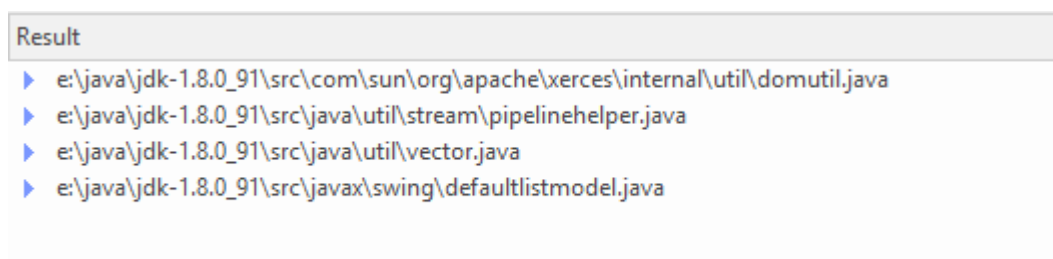 Result
e:\java\jdk-1.8.0_91\src\com\sun\org\apache\xerces\internal\util\domutil.java
e:\java\jdk-1.8.0_91\src\java\util\stream\pipelinehelper.java
e:\java\jdk-1.8.0_91\src\java\util\vector.java
e:\java\jdk-1.8.0_91\src\javax\swing\defaultlistmodel.java